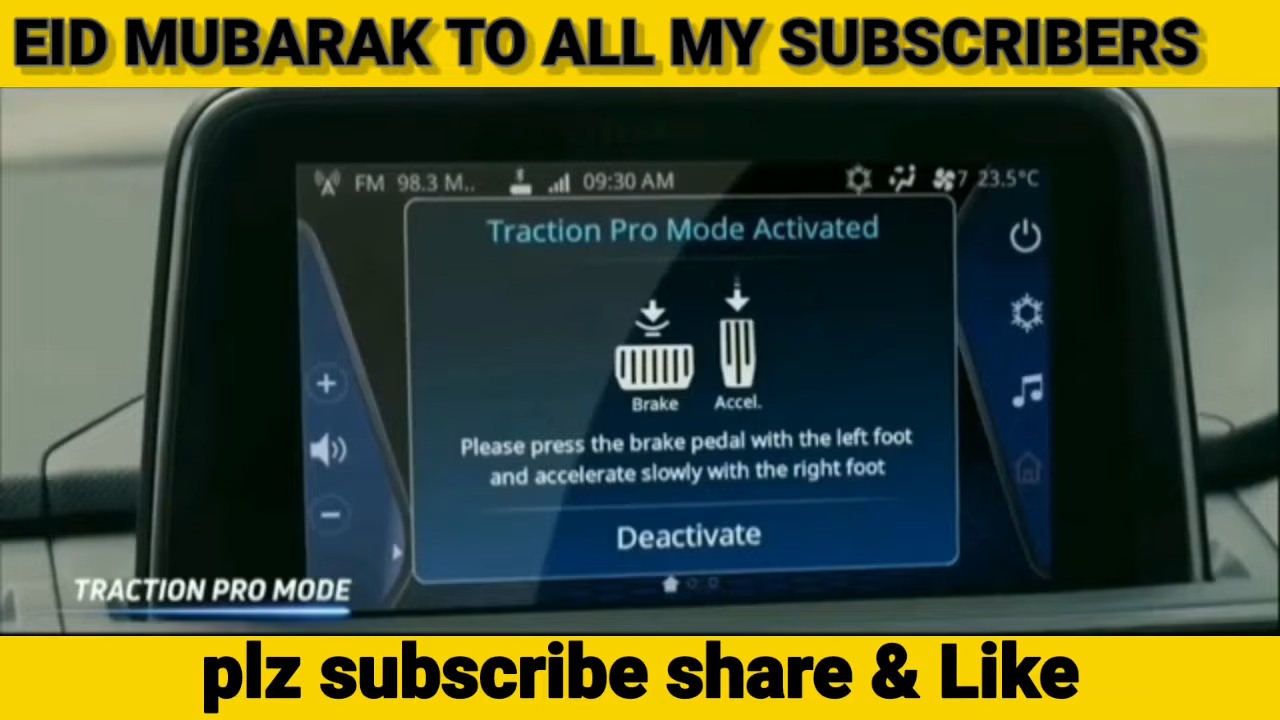 EID MUBARAK TO ALL MY SUBSCRIBERS
FM 98.3 M.. 09:30 AM 7 23.5°C
Traction Pro Mode Activated
Brake Accel.
Please press the brake pedal with the left foot
and accelerate slowly with the right foot
Deactivate
TRACTION PRO MODE
plz subscribe share & Like